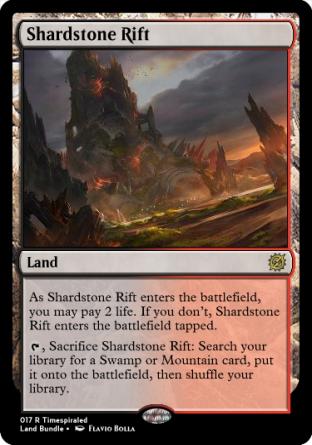 Shardstone Rift
Land
As Shardstone Rift enters the battlefield,
you may pay 2 life. If you don't, Shardstone
Rift enters the battlefield tapped.
, Sacrifice Shardstone Rift: Search your
library for a Swamp or Mountain card, put
it onto the battlefield, then shuffle your
library.
017 R Timespiraled
Land Bundle • Flavio Bolla